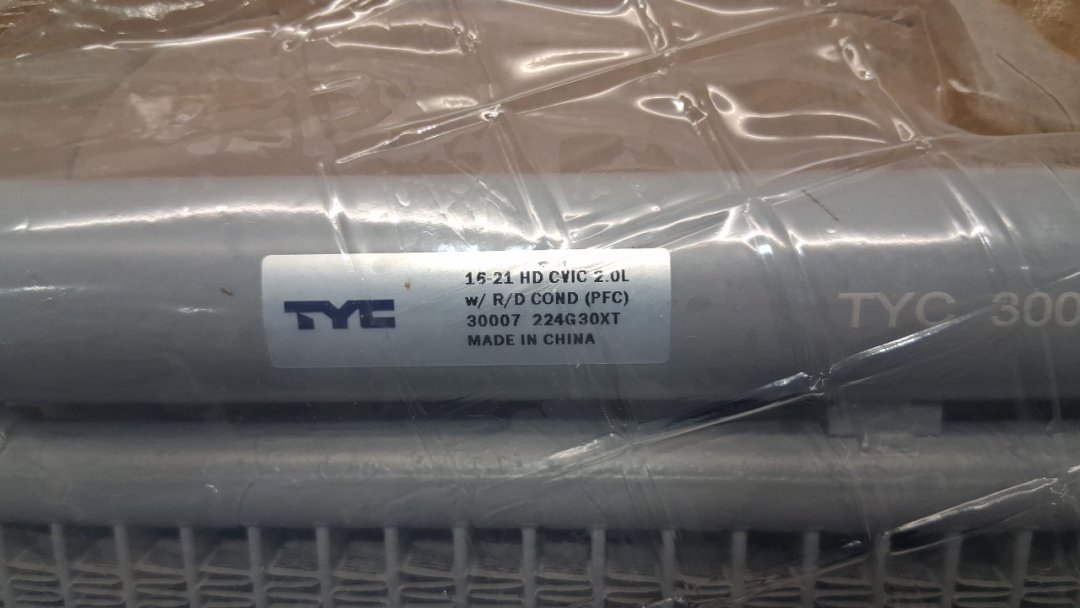 TYC
16-21 HD CVIC 2.0L
w/ R/D COND (PFC)
30007 224G30XT
MADE IN CHINA
TYC 300